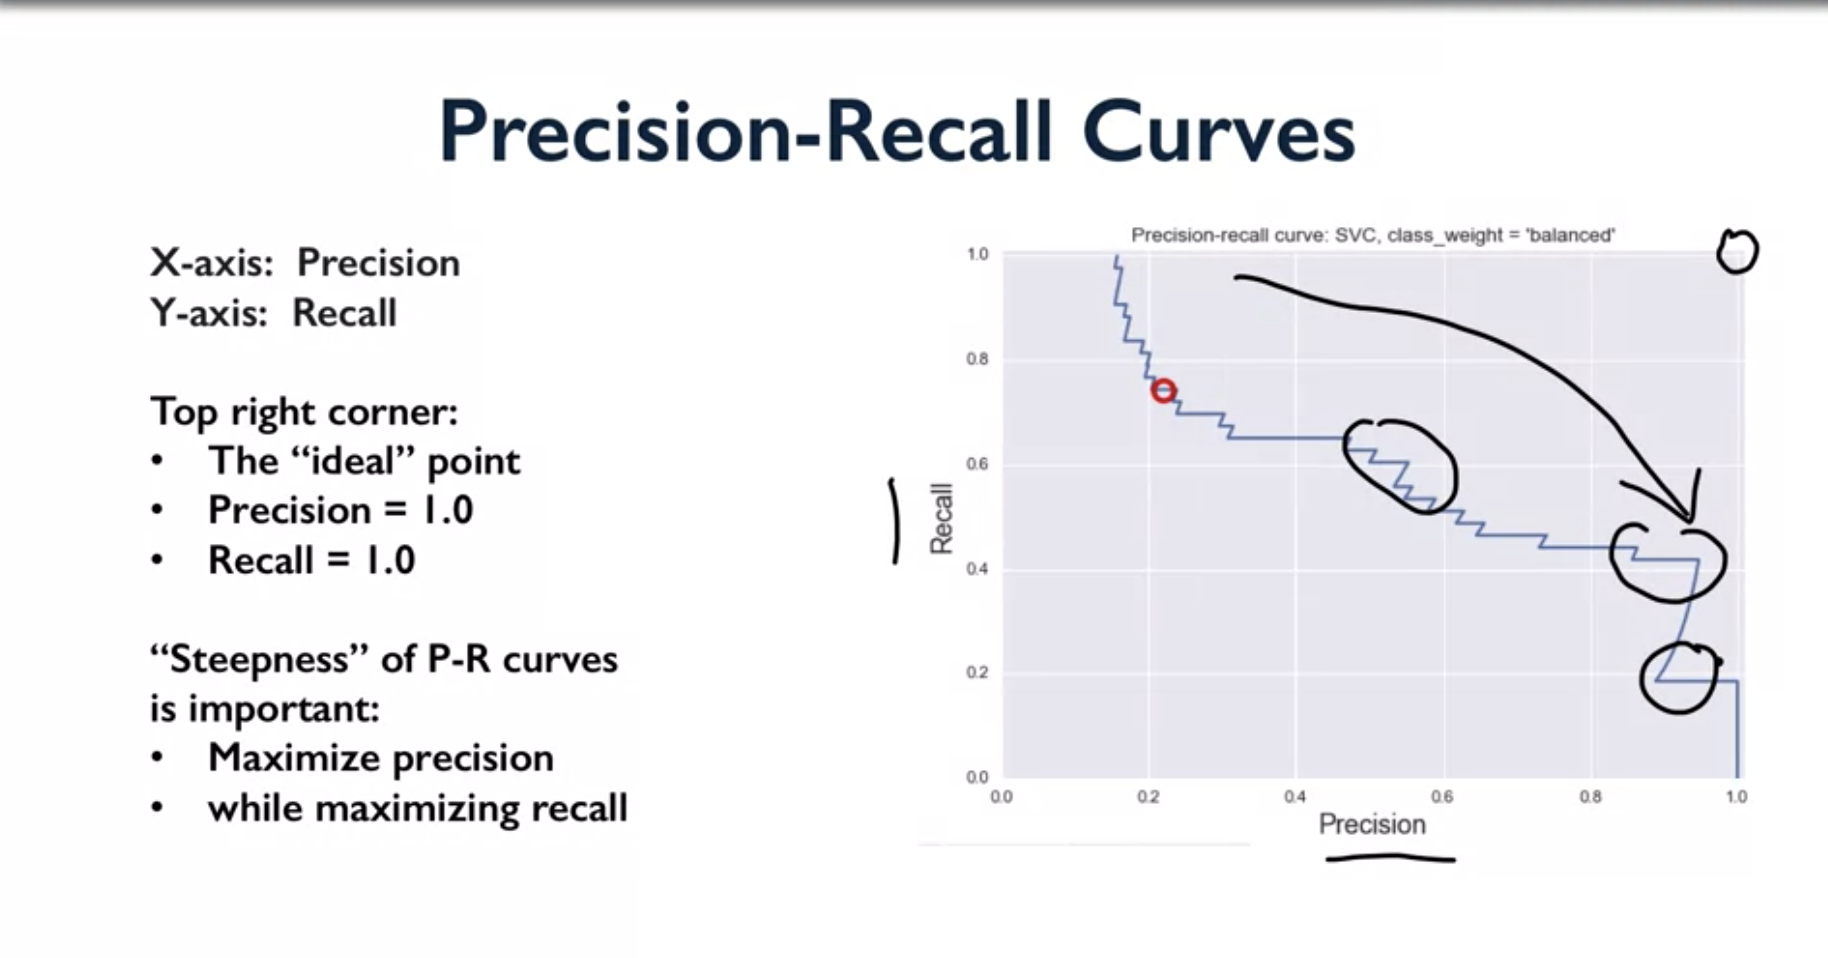 Precision-Recall Curves
X-axis: Precision
Y-axis: Recall
Top right corner:
• The “ideal” point
• Precision = 1.0
• Recall = 1.0
“Steepness” of P-R curves
is important:
• Maximize precision
• while maximizing recall
Precision-recall curve: SVC, class_weight = 'balanced'
1.0
0.8
0.6
0.4
0.2
0.0
Recall
0.0 0.2 0.4 0.6 0.8 1.0
Precision